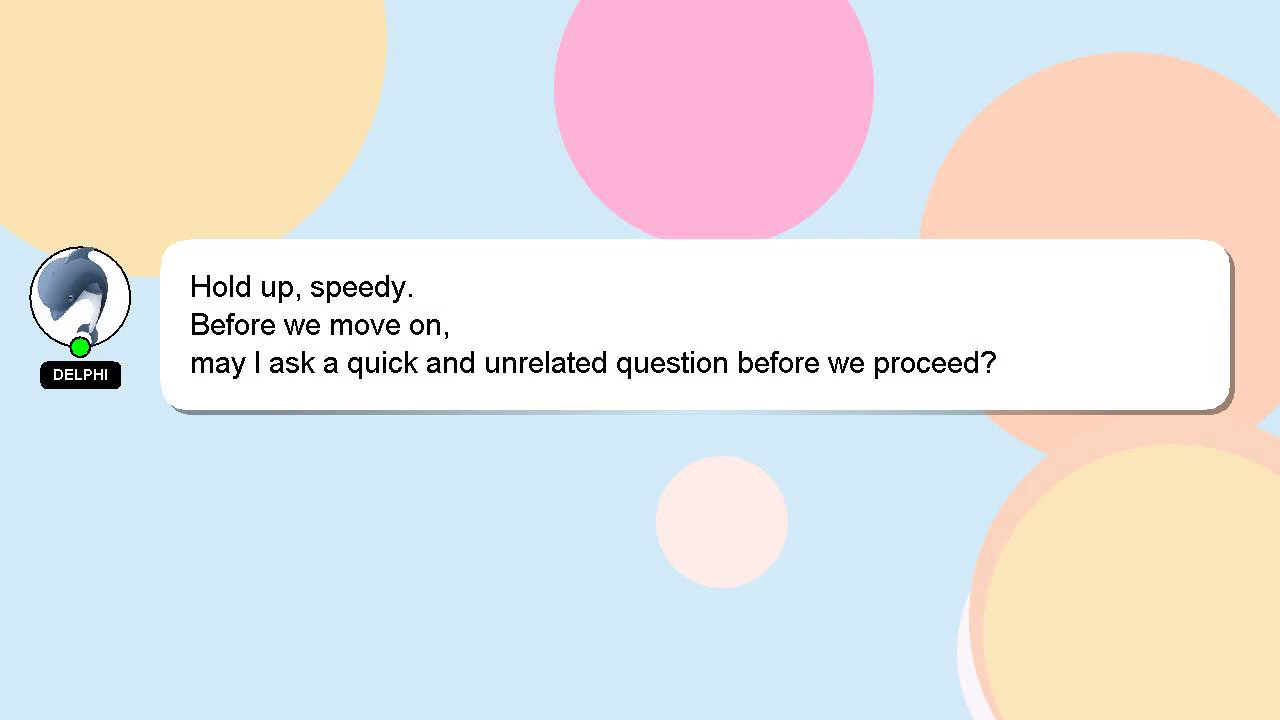 Hold up, speedy.
Before we move on,
may I ask a quick and unrelated question before we proceed?
DELPHI